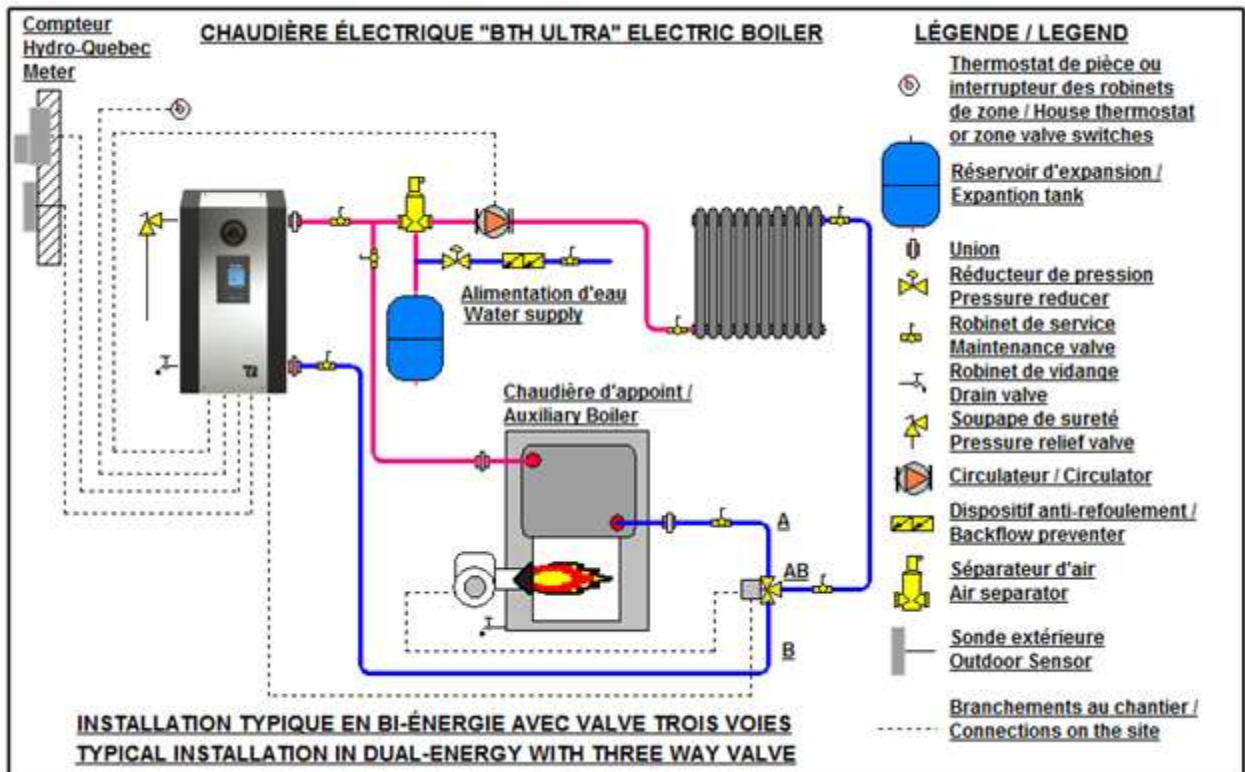 Compteur
Hydro-Quebec
Meter
CHAUDIÈRE ÉLECTRIQUE "BTH ULTRA" ELECTRIC BOILER
Alimentation d'eau
Water supply
Chaudière d'appoint /
Auxiliary Boiler
A
AB
B
INSTALLATION TYPIQUE EN BI-ÉNERGIE AVEC VALVE TROIS VOIES
TYPICAL INSTALLATION IN DUAL-ENERGY WITH THREE WAY VALVE
LÉGENDE / LEGEND
Thermostat de pièce ou
interrupteur des robinets
de zone / House thermostat
or zone valve switches
Réservoir d'expansion /
Expantion tank
Union
Réducteur de pression
Pressure reducer
Robinet de service
Maintenance valve
Robinet de vidange
Drain valve
Soupape de sureté
Pressure relief valve
Circulateur / Circulator
Dispositif anti-refoulement /
Backflow preventer
Séparateur d'air
Air separator
Sonde extérieure
Outdoor Sensor
Branchements au chantier /
Connections on the site